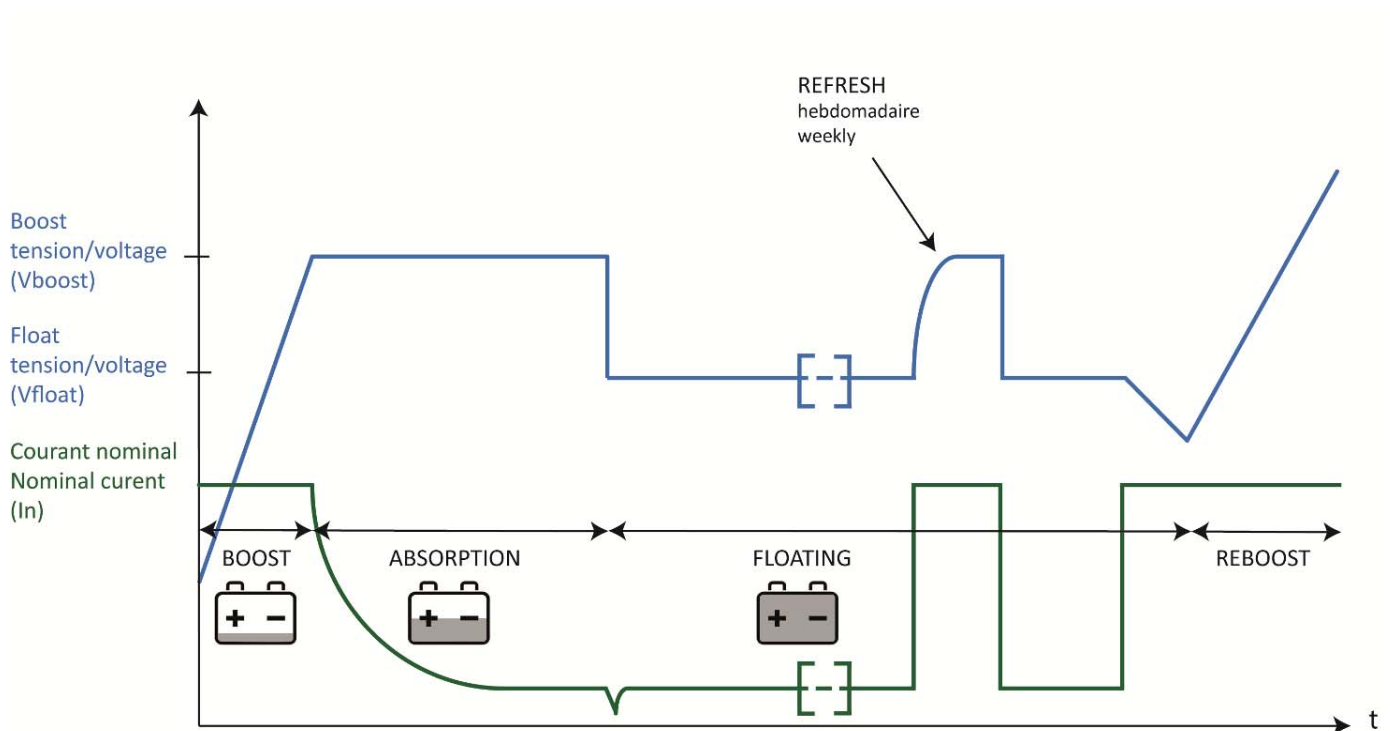 REFRESH
hebdomadaire
weekly
Boost
tension/voltage
(Vboost)
Float
tension/voltage
(Vfloat)
Courant nominal
Nominal curent
(In)
BOOST
ABSORPTION
FLOATING
REBOOST
+ −
+ −
+ −
t